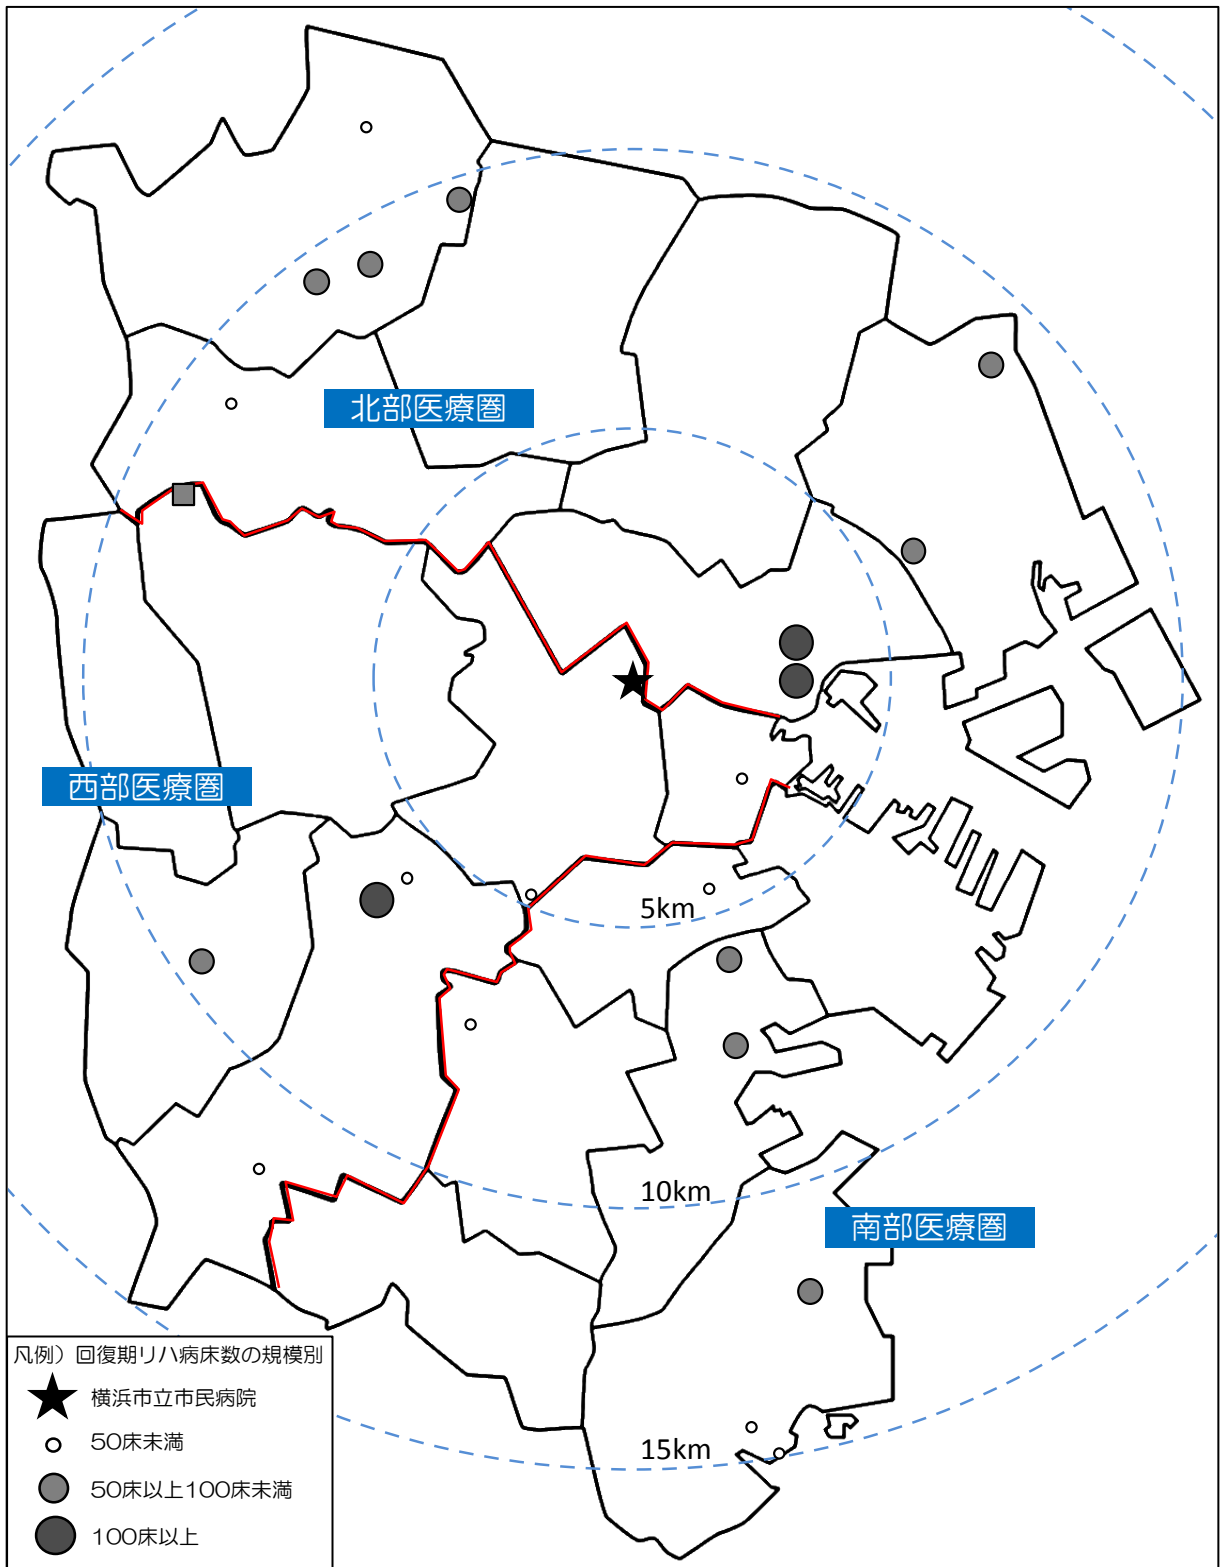 北部医療圏
西部医療圏
5km
10km
南部医療圏
15km
凡例）回復期リハ病床数の規模別
横浜市立市民病院
50床未満
50床以上100床未満
100床以上